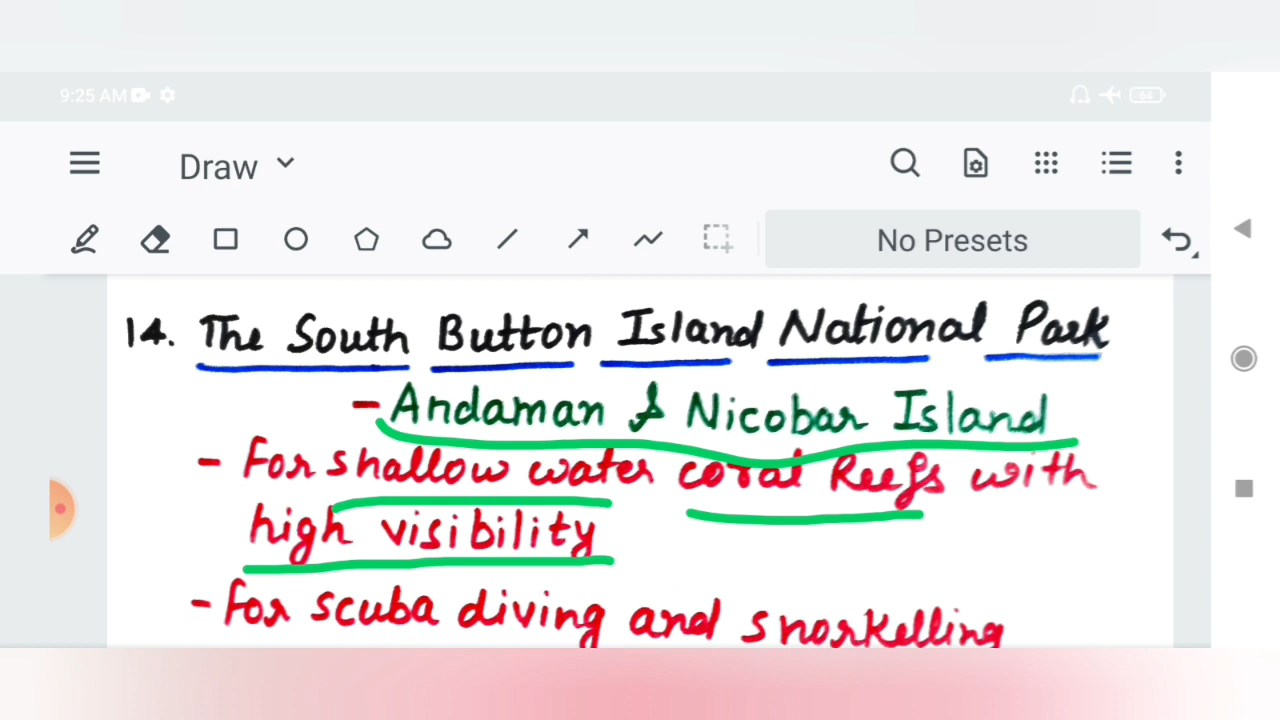 9:25 AM
64
Draw
No Presets
14. The South Button Island National Park
- Andaman & Nicobar Island
- For shallow water coral Reefs with
high visibility
- For scuba diving and snorkelling